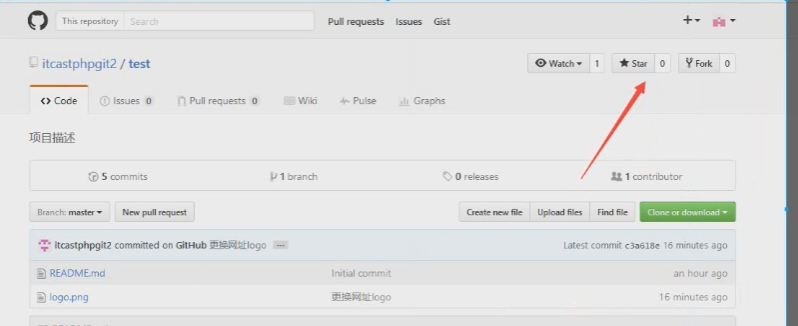 This repository Search Pull requests Issues Gist
itcastphpgit2 / test Watch 1 Star 0 Fork 0
Code Issues 0 Pull requests 0 Wiki Pulse Graphs
项目描述
5 commits 1 branch 0 releases 1 contributor
Branch: master New pull request Create new file Upload files Find file Clone or download
itcastphpgit2 committed on GitHub 更换网址logo ... Latest commit c3a618e 16 minutes ago
README.md Initial commit an hour ago
logo.png 更换网址logo 16 minutes ago